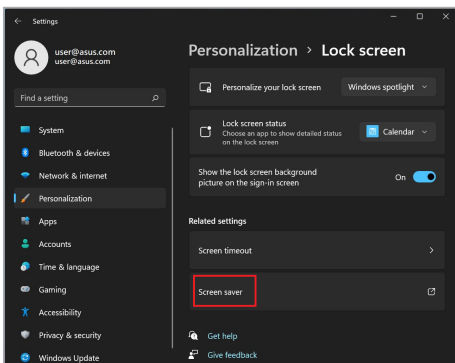 Settings
user@asus.com
user@asus.com
Find a setting
System
Bluetooth & devices
Network & internet
Personalization
Apps
Accounts
Time & language
Gaming
Accessibility
Privacy & security
Windows Update
Personalization > Lock screen
Personalize your lock screen
Windows spotlight
Lock screen status
Choose an app to show detailed status
on the lock screen
Calendar
Show the lock screen background
picture on the sign-in screen
On
Related settings
Screen timeout
Screen saver
Get help
Give feedback